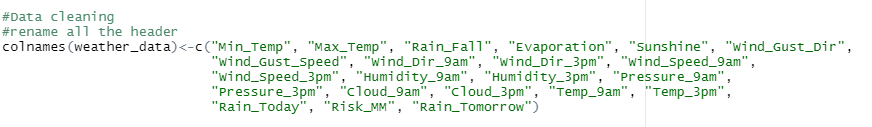 #Data cleaning
#rename all the header
colnames(weather_data)<-c("Min_Temp", "Max_Temp", "Rain_Fall", "Evaporation", "Sunshine", "Wind_Gust_Dir",
"Wind_Gust_Speed", "Wind_Dir_9am", "Wind_Dir_3pm", "Wind_Speed_9am",
"Wind_Speed_3pm", "Humidity_9am", "Humidity_3pm", "Pressure_9am",
"Pressure_3pm", "Cloud_9am", "Cloud_3pm", "Temp_9am", "Temp_3pm",
"Rain_Today", "Risk_MM", "Rain_Tomorrow")